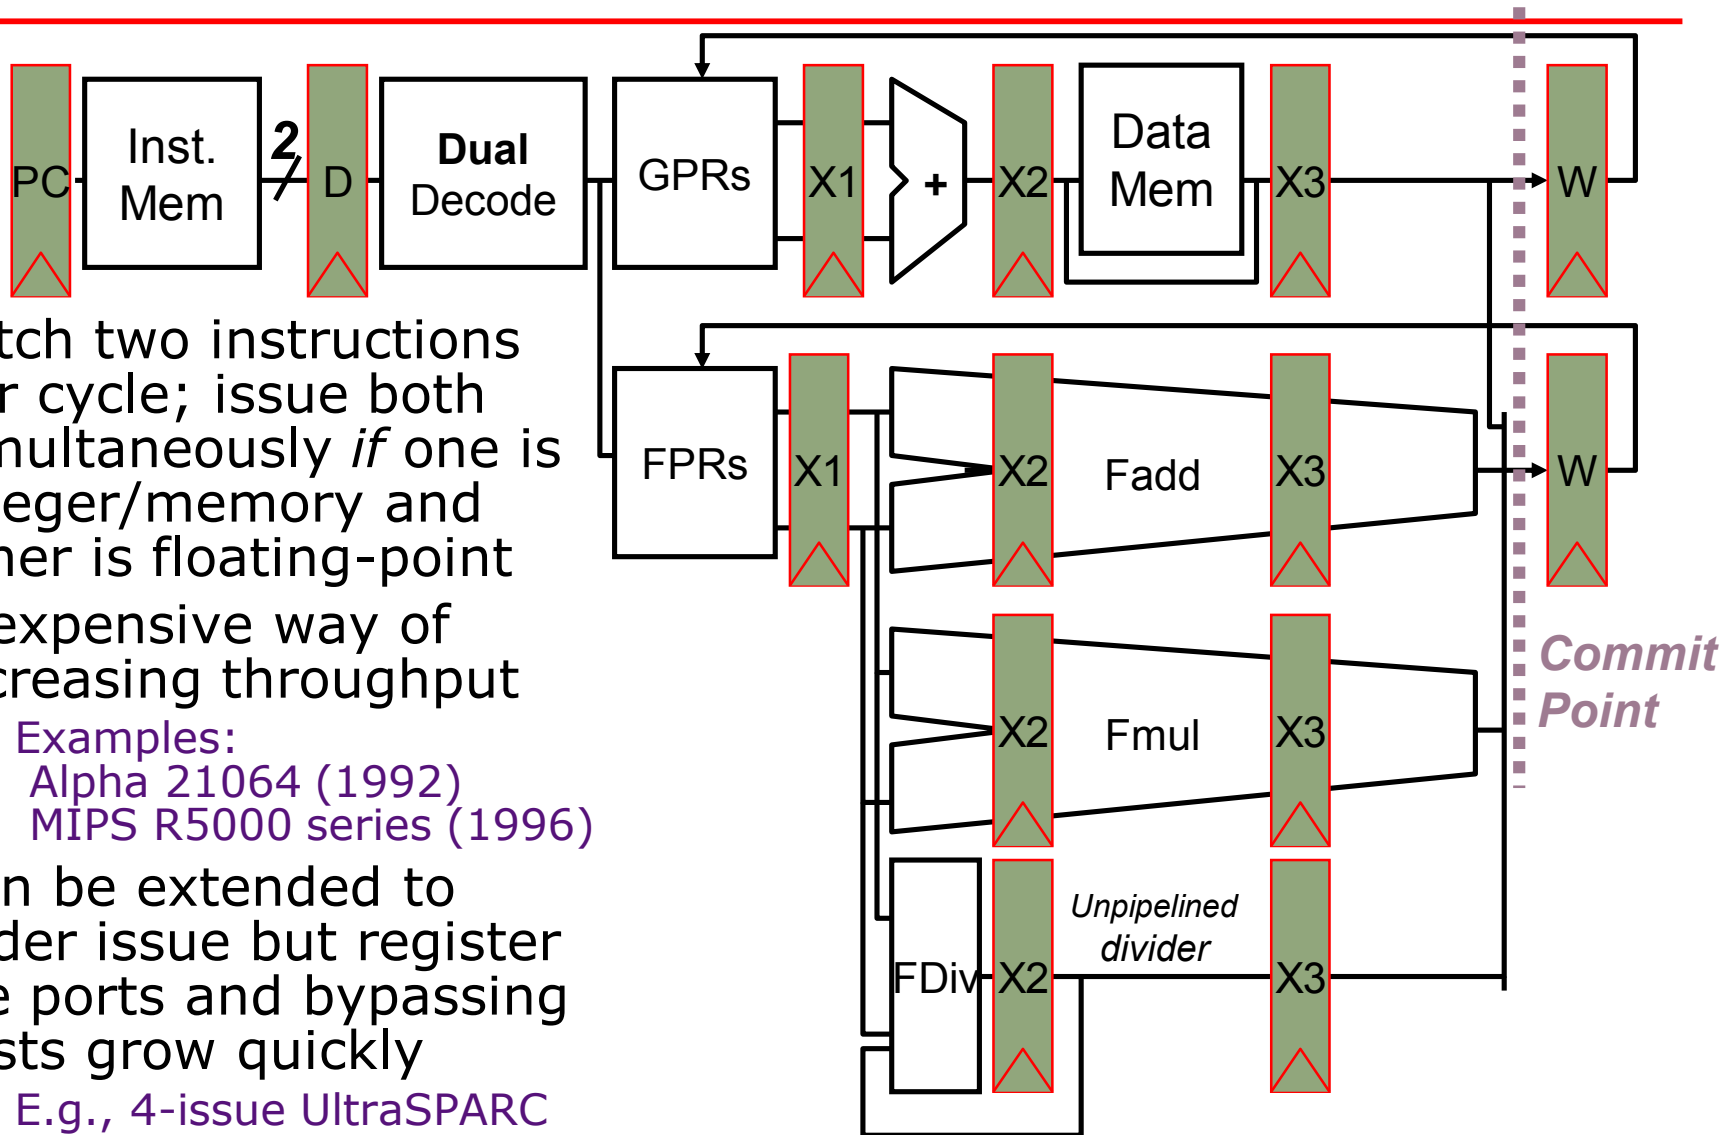 PC
Inst.
Mem
2
D
Dual
Decode
GPRs
X1
+
X2
Data
Mem
X3
W
tch two instructions
r cycle; issue both
multaneously if one is
eger/memory and
her is floating-point
expensive way of
creasing throughput
Examples:
Alpha 21064 (1992)
MIPS R5000 series (1996)
n be extended to
der issue but register
e ports and bypassing
sts grow quickly
E.g., 4-issue UltraSPARC
FPRs
X1
X2
Fadd
X3
W
X2
Fmul
X3
Commit
Point
FDiv
X2
Unpipelined
divider
X3